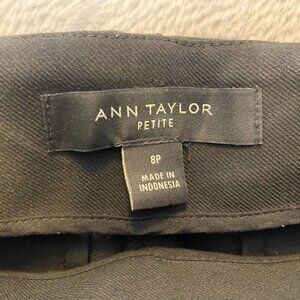 ANN TAYLOR
PETITE
8P
MADE IN
INDONESIA